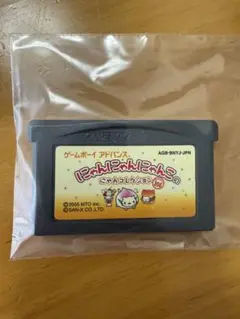 AGB-BNYJ-JPN
ゲームボーイ アドバンス
にゃんにゃんにゃんこの
にゃんコレクション
©2005 MTO inc.
©SAN-X CO.,LTD.